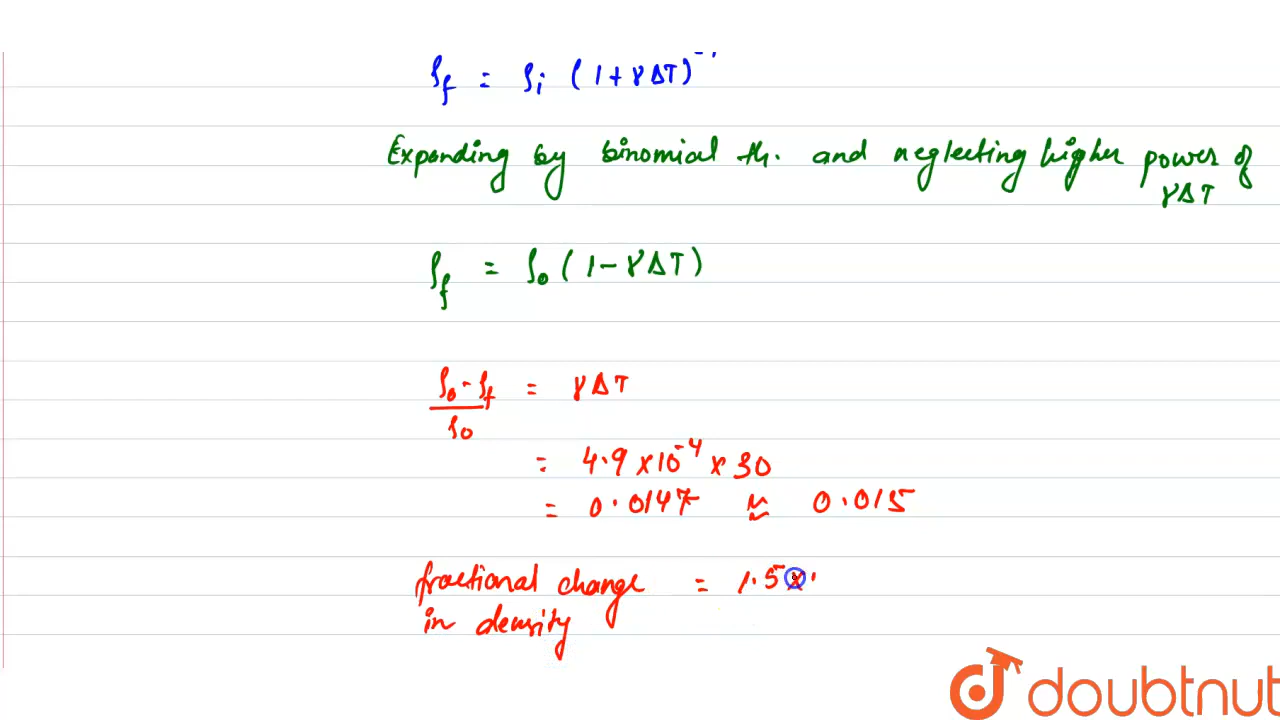 ρf = ρi (1 + γΔT)⁻¹
Expanding by binomial th. and neglecting higher power of
γΔT
ρf = ρ0 (1 - γΔT)
ρ0 - ρf / ρ0 = γΔT
= 4.9 × 10⁻⁴ × 30
= 0.0147 ≈ 0.015
fractional change = 1.5 ×
in density
doubtnut